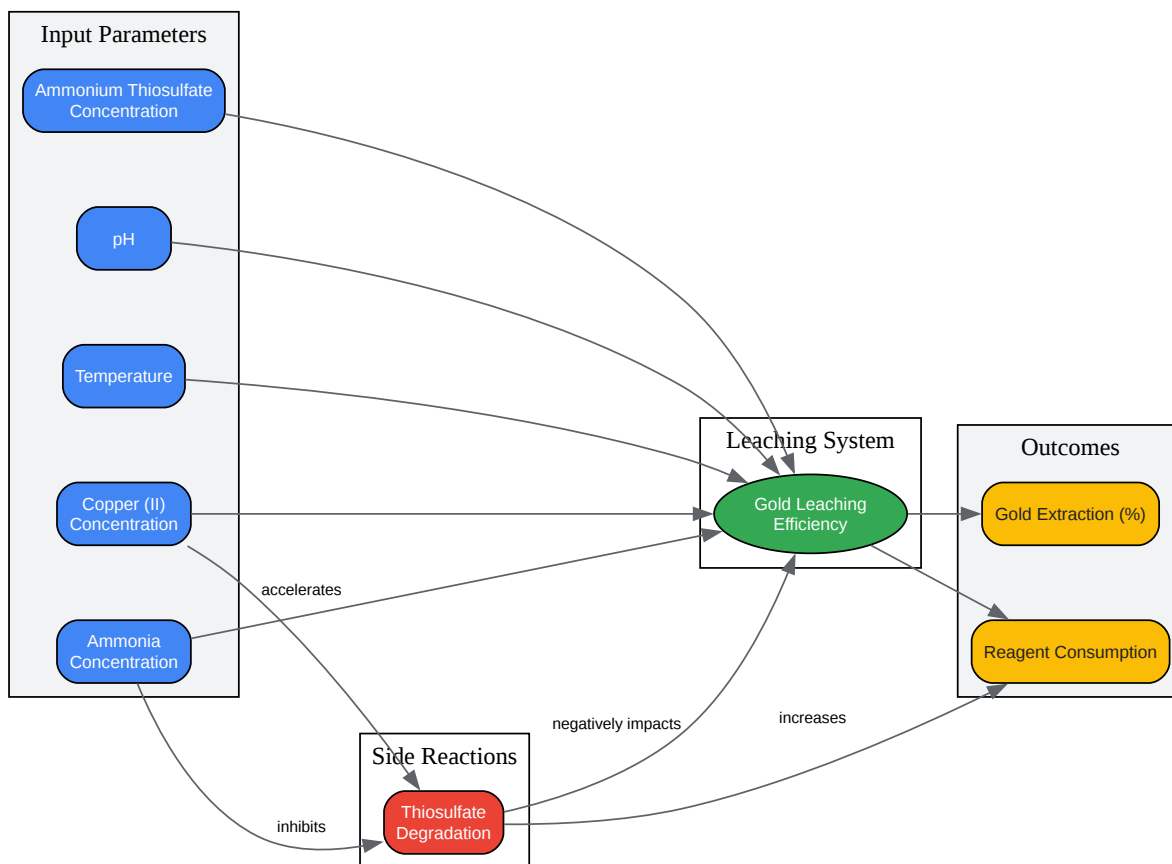 Input Parameters
Ammonium Thiosulfate
Concentration
pH
Temperature
Copper (II)
Concentration
Ammonia
Concentration
accelerates
inhibits
Side Reactions
Thiosulfate
Degradation
negatively impacts
increases
Leaching System
Gold Leaching
Efficiency
Outcomes
Gold Extraction (%)
Reagent Consumption